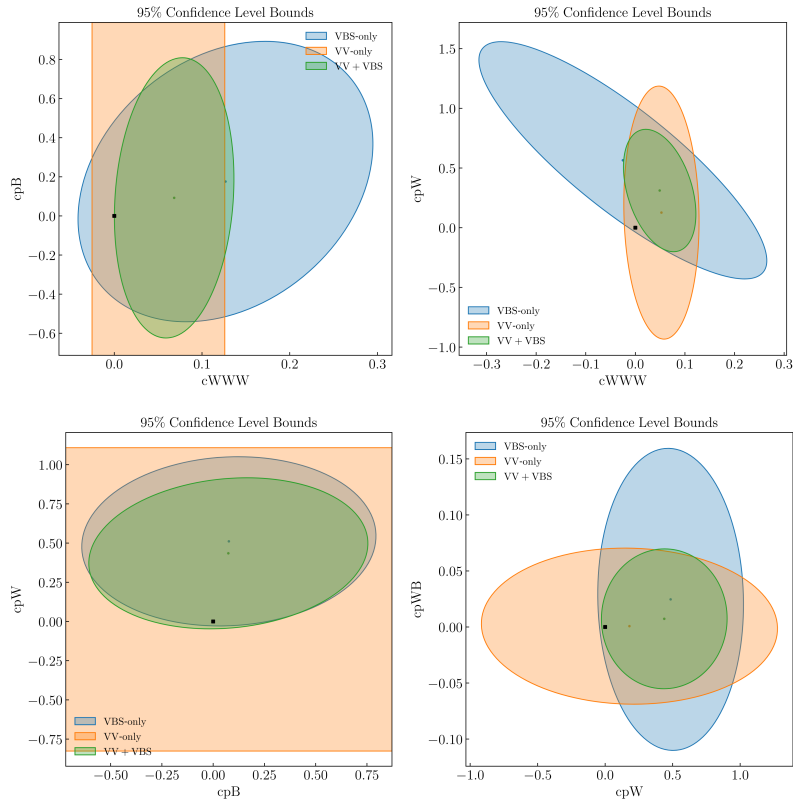 95% Confidence Level Bounds
VBS-only
VV-only
VV + VBS
cpB
0.8
0.6
0.4
0.2
0.0
−0.2
−0.4
−0.6
0.0 0.1 0.2 0.3
cWWW
95% Confidence Level Bounds
cpW
1.5
1.0
0.5
0.0
−0.5
−1.0
VBS-only
VV-only
VV + VBS
−0.3 −0.2 −0.1 0.0 0.1 0.2 0.3
cWWW
95% Confidence Level Bounds
cpW
1.00
0.75
0.50
0.25
0.00
−0.25
−0.50
−0.75
VBS-only
VV-only
VV + VBS
−0.50 −0.25 0.00 0.25 0.50 0.75
cpB
95% Confidence Level Bounds
VBS-only
VV-only
VV + VBS
cpWB
0.15
0.10
0.05
0.00
−0.05
−0.10
−1.0 −0.5 0.0 0.5 1.0
cpW